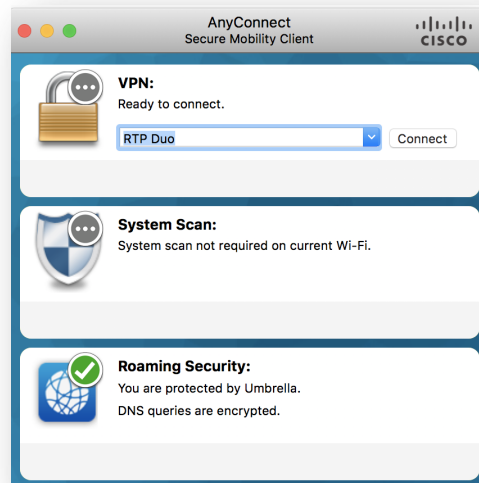 AnyConnect
Secure Mobility Client
CISCO
VPN:
Ready to connect.
RTP Duo
Connect
System Scan:
System scan not required on current Wi-Fi.
Roaming Security:
You are protected by Umbrella.
DNS queries are encrypted.